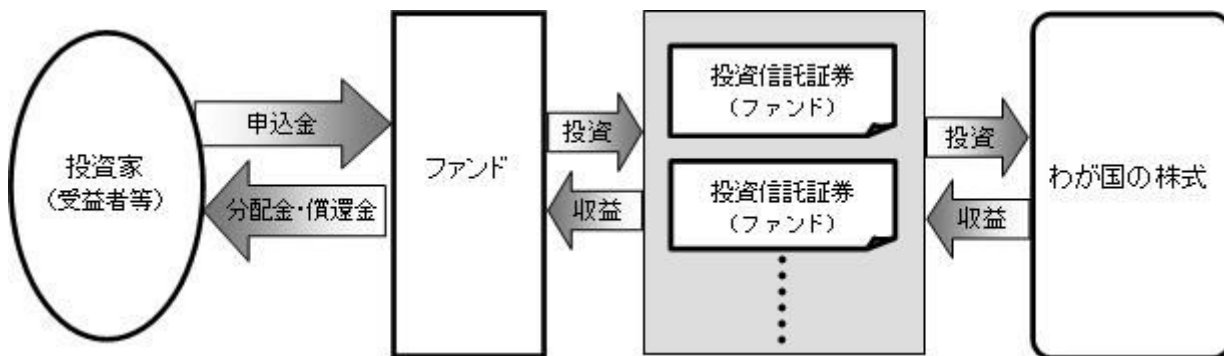 投資家
(受益者等)
申込金
分配金・償還金
ファンド
投資
収益
投資信託証券
(ファンド)
投資信託証券
(ファンド)
投資
収益
わが国の株式